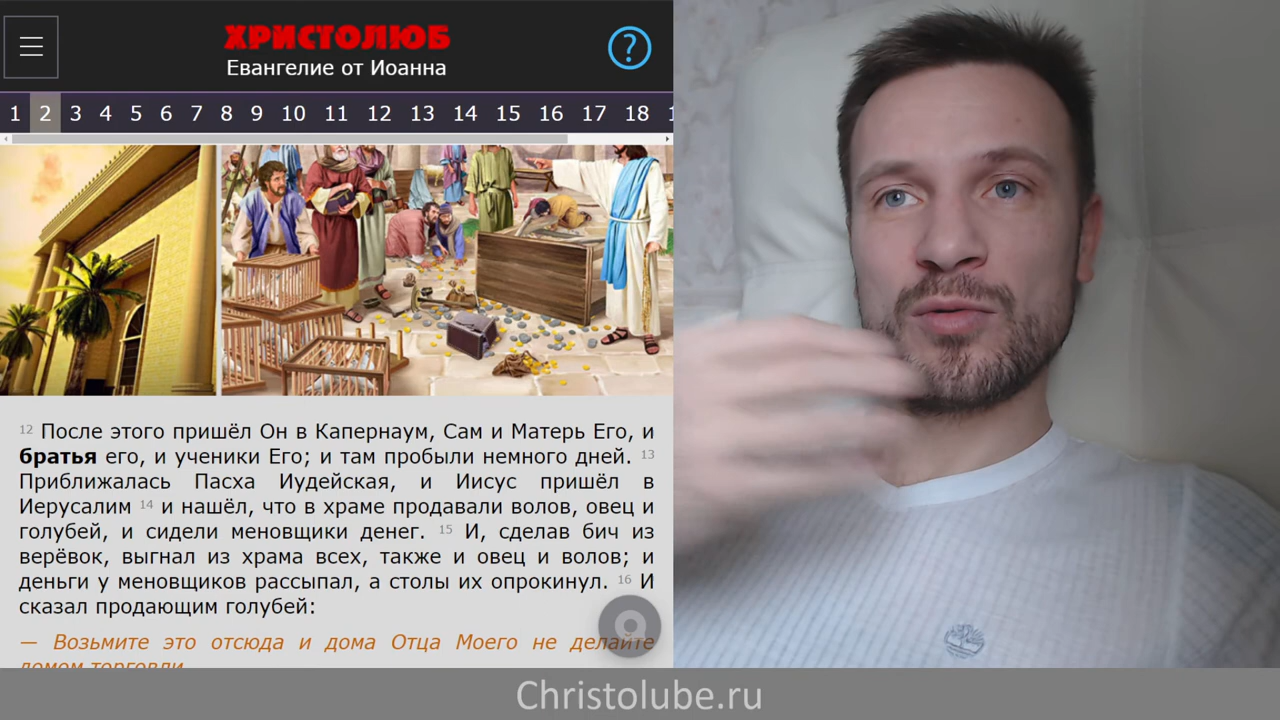 ХРИСТОЛЮБ
Евангелие от Иоанна
?
1 2 3 4 5 6 7 8 9 10 11 12 13 14 15 16 17 18
12 После этого пришёл Он в Капернаум, Сам и Матерь Его, и
братья его, и ученики Его; и там пробыли немного дней. 13
Приближалась Пасха Иудейская, и Иисус пришёл в
Иерусалим 14 и нашёл, что в храме продавали волов, овец и
голубей, и сидели меновщики денег. 15 И, сделав бич из
верёвок, выгнал из храма всех, также и овец и волов; и
деньги у меновщиков рассыпал, а столы их опрокинул. 16 И
сказал продающим голубей:
— Возьмите это отсюда и дома Отца Моего не делайте
домом торговли
Christolube.ru